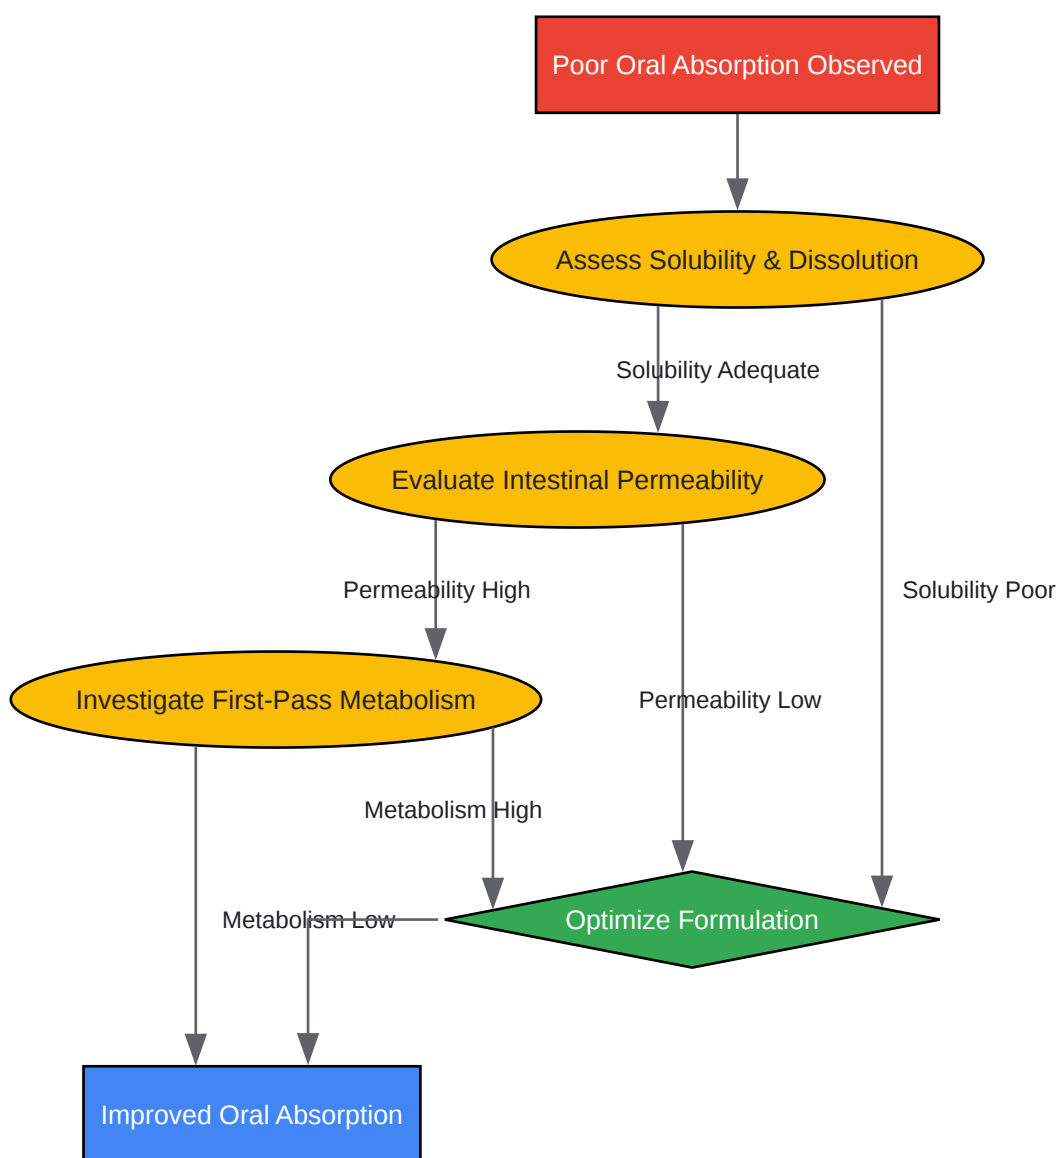 Poor Oral Absorption Observed
Assess Solubility & Dissolution
Solubility Adequate
Evaluate Intestinal Permeability
Permeability High
Solubility Poor
Investigate First-Pass Metabolism
Permeability Low
Metabolism High
Metabolism Low
Optimize Formulation
Improved Oral Absorption